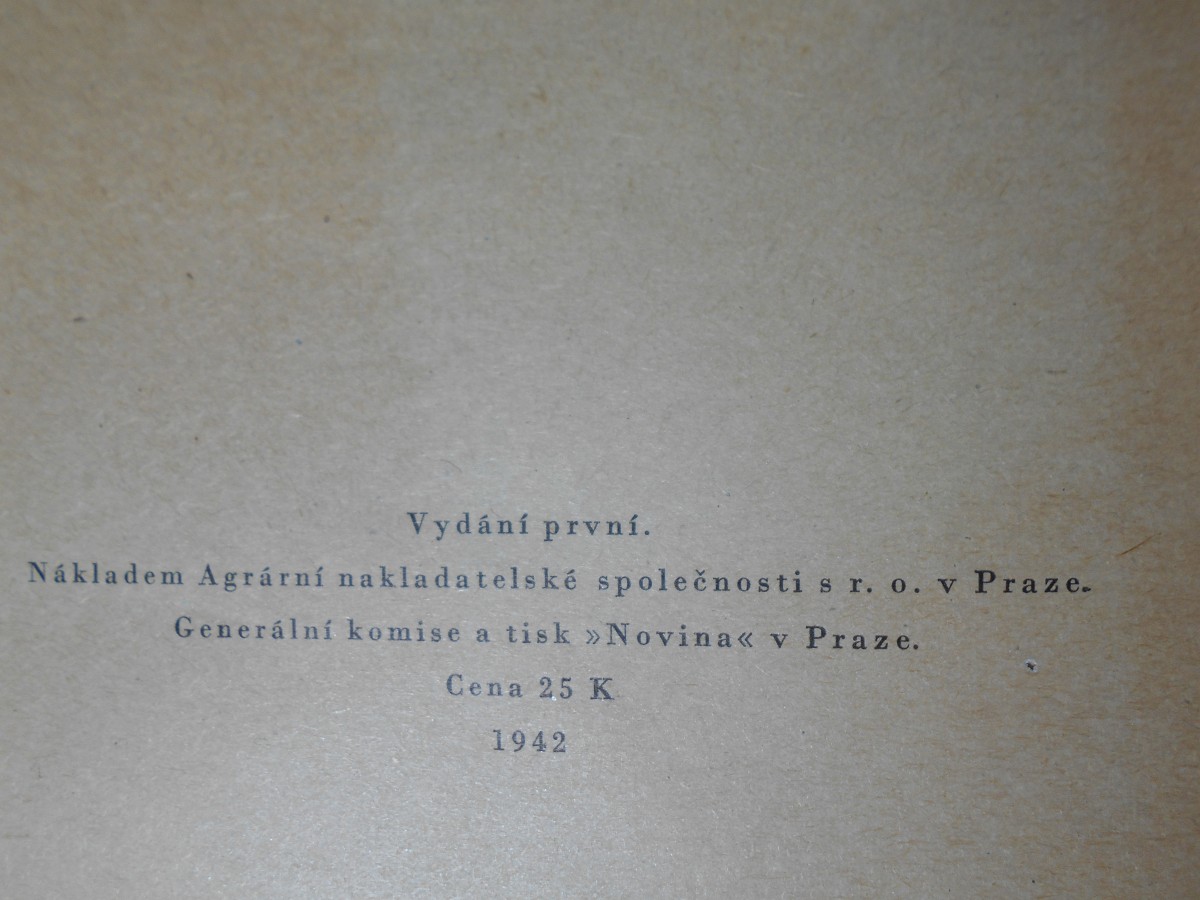 Vydání první.
Nákladem Agrární nakladatelské společnosti s r. o. v Praze.
Generální komise a tisk »Novina« v Praze.
Cena 25 K
1942